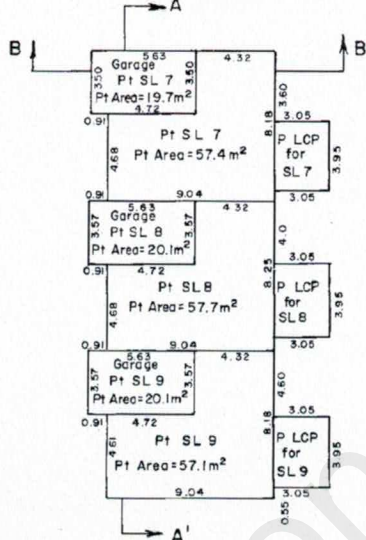 A
B
B
5.63
4.32
Garage
Pt SL 7
Pt Area=19.7m²
3.50
3.50
4.72
0.91
3.60
3.05
8.18
Pt SL 7
Pt Area=57.4m²
4.68
P LCP
for
SL 7
3.95
3.05
0.91
9.04
5.63
4.32
Garage
Pt SL 8
Pt Area=20.1m²
3.57
3.57
4.0
0.91
4.72
3.05
8.25
Pt SL8
Pt Area=57.7m²
4.68
P LCP
for
SL8
3.95
3.05
0.91
9.04
5.63
4.32
Garage
Pt SL 9
Pt Area=20.1m²
3.57
3.57
4.60
0.91
4.72
3.05
8.18
Pt SL 9
Pt Area=57.1m²
4.61
P LCP
for
SL9
3.95
9.04
3.05
0.55
A'